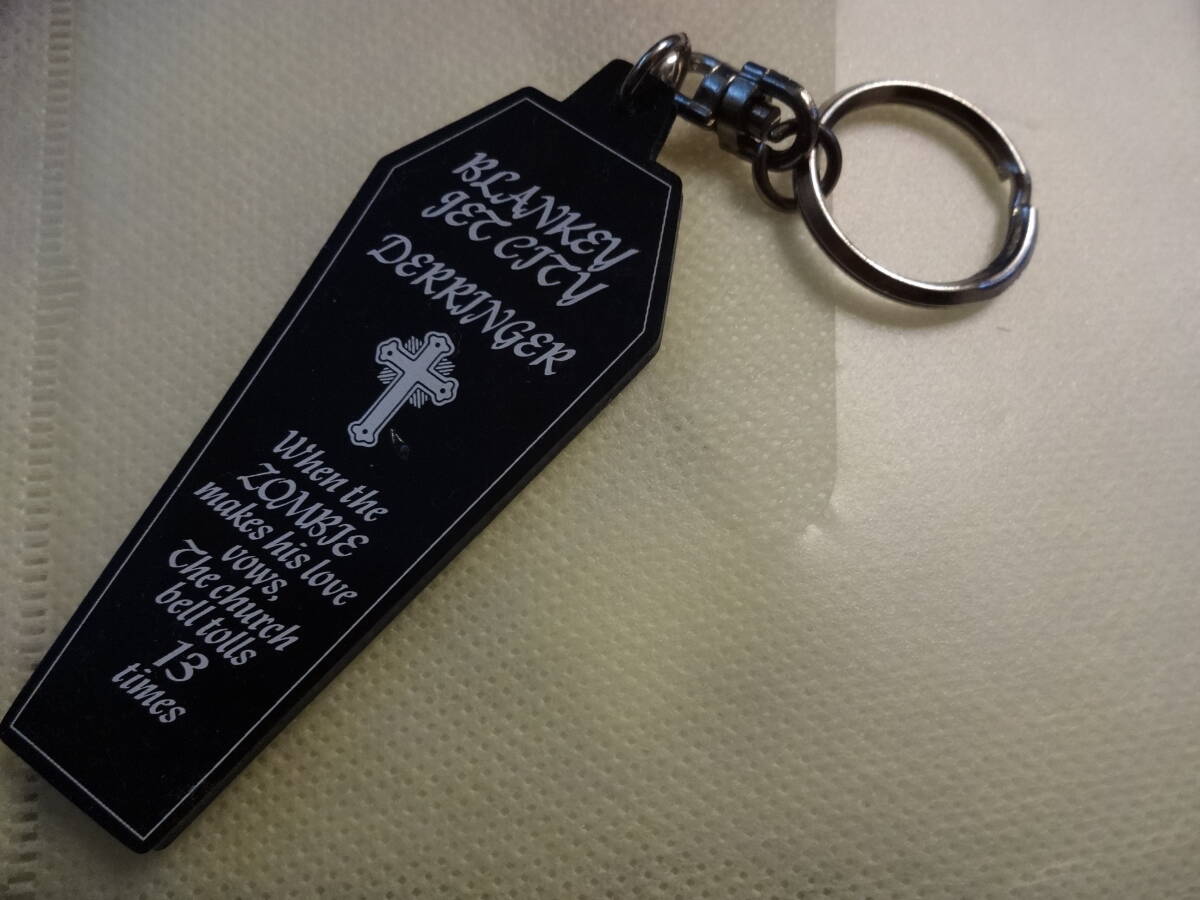 BLANKEY
JET CITY
DERRINGER
When the
ZOMBIE
makes his love
vows,
The church
bell tolls
13
times